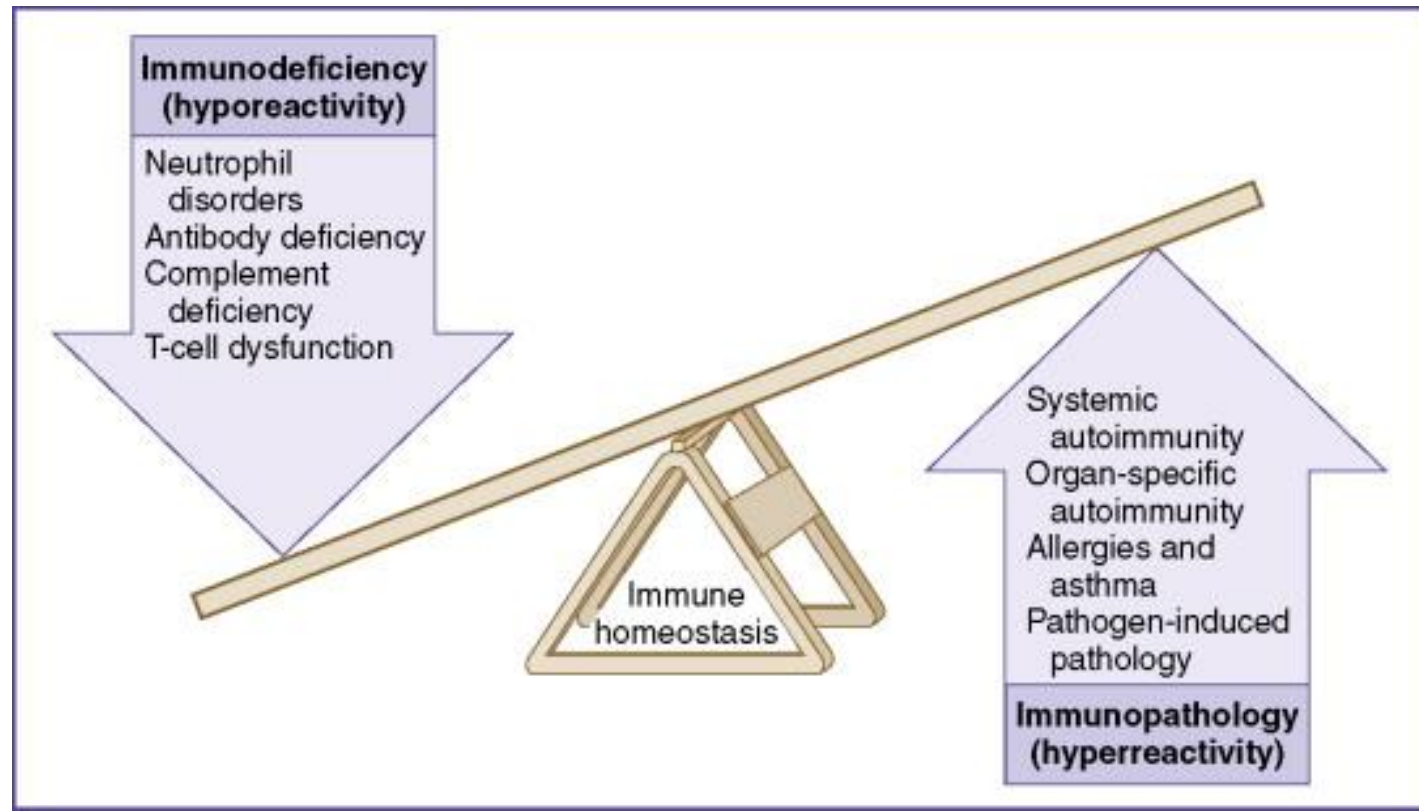 Immunodeficiency
(hyporeactivity)
Neutrophil
disorders
Antibody deficiency
Complement
deficiency
T-cell dysfunction
Immune
homeostasis
Systemic
autoimmunity
Organ-specific
autoimmunity
Allergies and
asthma
Pathogen-induced
pathology
Immunopathology
(hyperreactivity)